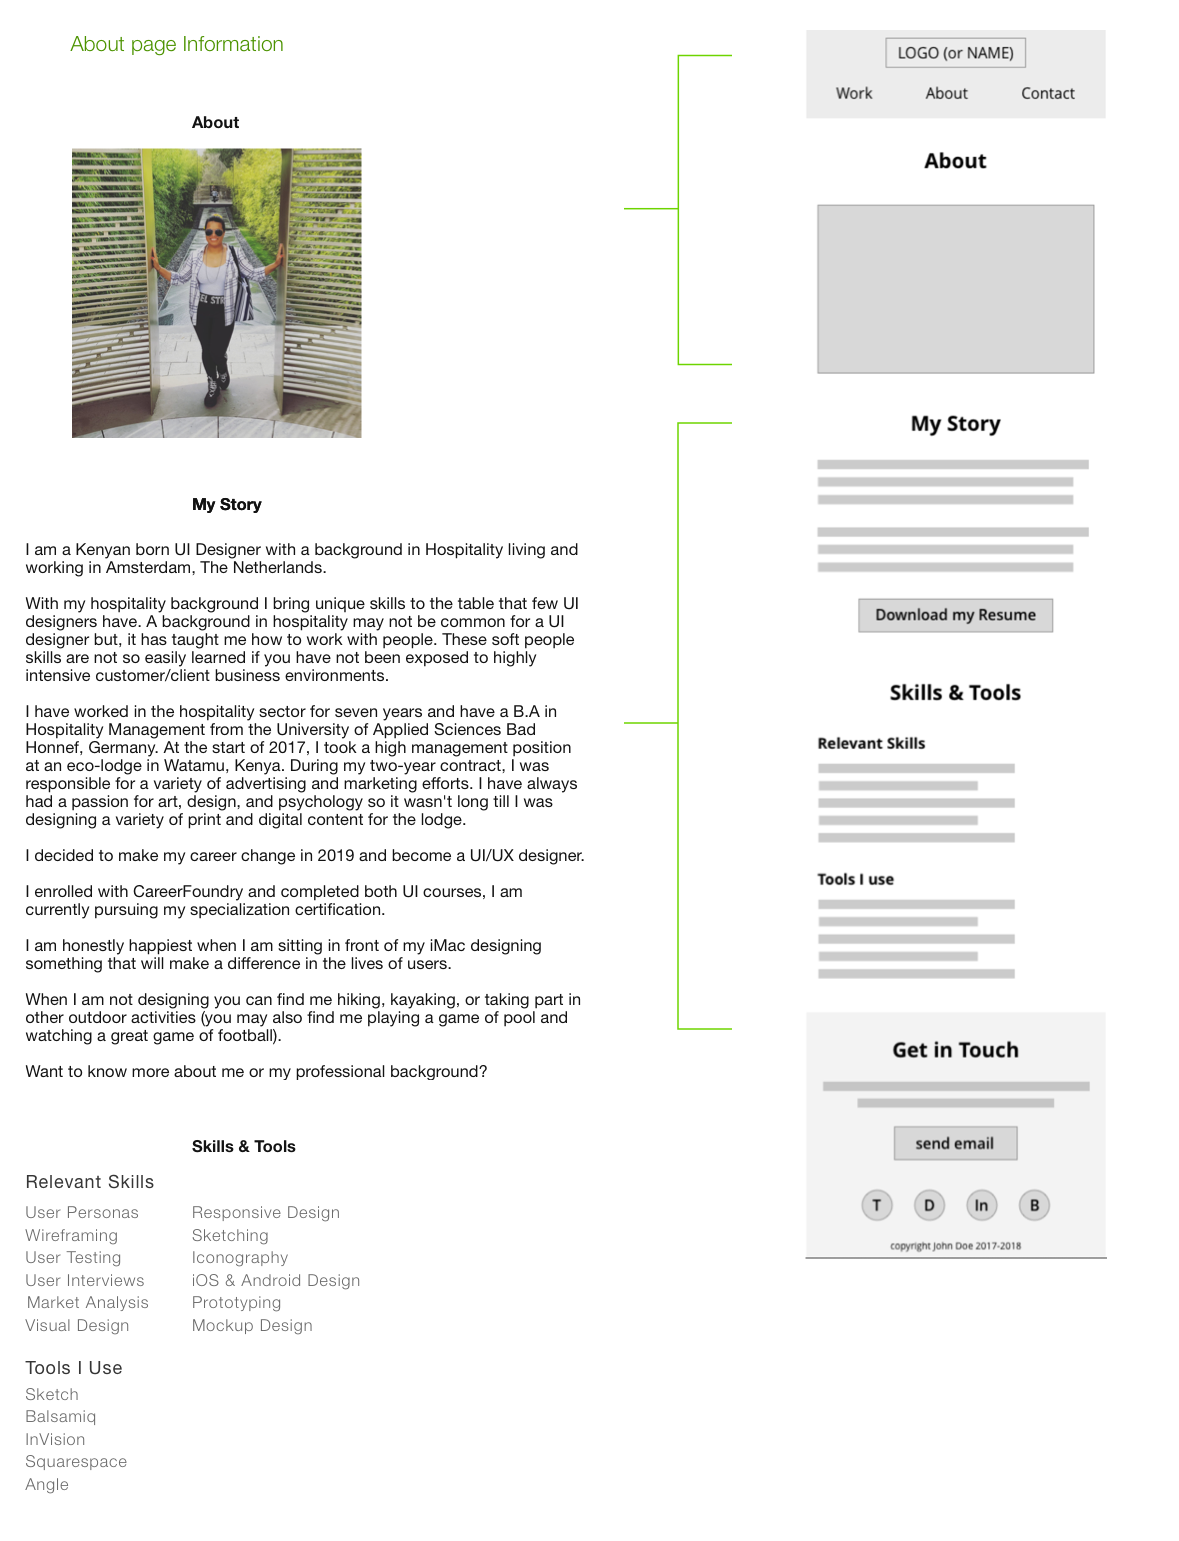 About page Information
About
EL STR
My Story
I am a Kenyan born UI Designer with a background in Hospitality living and
working in Amsterdam, The Netherlands.
With my hospitality background I bring unique skills to the table that few UI
designers have. A background in hospitality may not be common for a UI
designer but, it has taught me how to work with people. These soft people
skills are not so easily learned if you have not been exposed to highly
intensive customer/client business environments.
I have worked in the hospitality sector for seven years and have a B.A in
Hospitality Management from the University of Applied Sciences Bad
Honnef, Germany. At the start of 2017, I took a high management position
at an eco-lodge in Watamu, Kenya. During my two-year contract, I was
responsible for a variety of advertising and marketing efforts. I have always
had a passion for art, design, and psychology so it wasn't long till I was
designing a variety of print and digital content for the lodge.
I decided to make my career change in 2019 and become a UI/UX designer.
I enrolled with CareerFoundry and completed both UI courses, I am
currently pursuing my specialization certification.
I am honestly happiest when I am sitting in front of my iMac designing
something that will make a difference in the lives of users.
When I am not designing you can find me hiking, kayaking, or taking part in
other outdoor activities (you may also find me playing a game of pool and
watching a great game of football).
Want to know more about me or my professional background?
Skills & Tools
Relevant Skills
User Personas Responsive Design
Wireframing Sketching
User Testing Iconography
User Interviews iOS & Android Design
Market Analysis Prototyping
Visual Design Mockup Design
Tools I Use
Sketch
Balsamiq
InVision
Squarespace
Angle
LOGO (or NAME)
Work About Contact
About
My Story
Download my Resume
Skills & Tools
Relevant Skills
Tools I use
Get in Touch
send email
T D In B
copyright John Doe 2017-2018